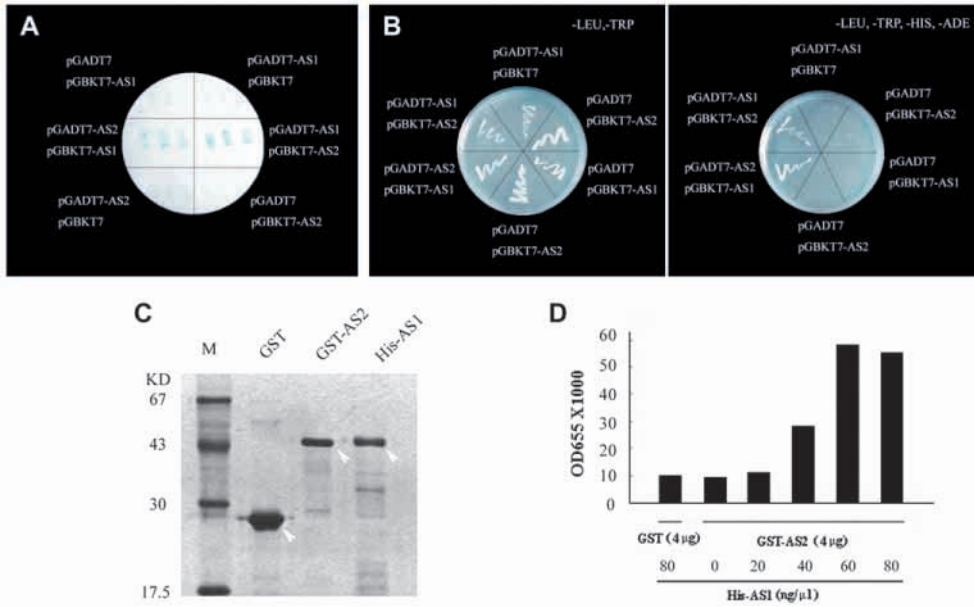 A
pGADT7
pGBKT7-AS1
pGADT7-AS1
pGBKT7
pGADT7-AS2
pGBKT7-AS1
pGADT7-AS1
pGBKT7-AS2
pGADT7-AS2
pGBKT7
pGADT7
pGBKT7-AS2
B
-LEU,-TRP
pGADT7-AS1
pGBKT7
pGADT7-AS1
pGBKT7-AS2
pGADT7
pGBKT7-AS2
pGADT7-AS2
pGBKT7-AS1
pGADT7
pGBKT7-AS1
pGADT7
pGBKT7-AS2
-LEU, -TRP, -HIS, -ADE
pGADT7-AS1
pGBKT7
pGADT7-AS1
pGBKT7-AS2
pGADT7
pGBKT7-AS2
pGADT7-AS2
pGBKT7-AS1
pGADT7
pGBKT7-AS1
pGADT7
pGBKT7-AS2
C
M
GST
GST-AS2
His-AS1
KD
67
43
30
17.5
D
OD655 X1000
60
50
40
30
20
10
0
GST (4μg)
GST-AS2 (4μg)
80 0 20 40 60 80
His-AS1 (ng/μl)